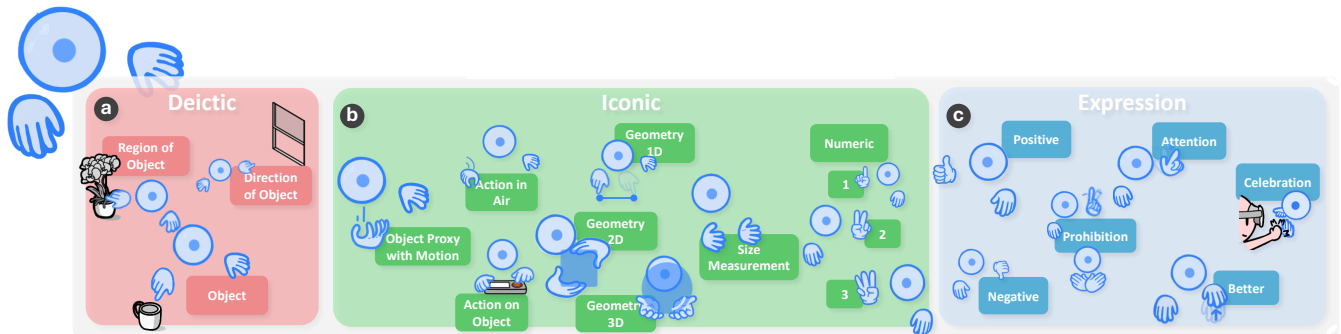 a
Deictic
Region of
Object
Direction
of Object
Object
b
Iconic
Action in
Air
Geometry
1D
Numeric
1
2
3
Object Proxy
with Motion
Geometry
2D
Size
Measurement
Action on
Object
Geometry
3D
c
Expression
Positive
Attention
Celebration
Prohibition
Negative
Better